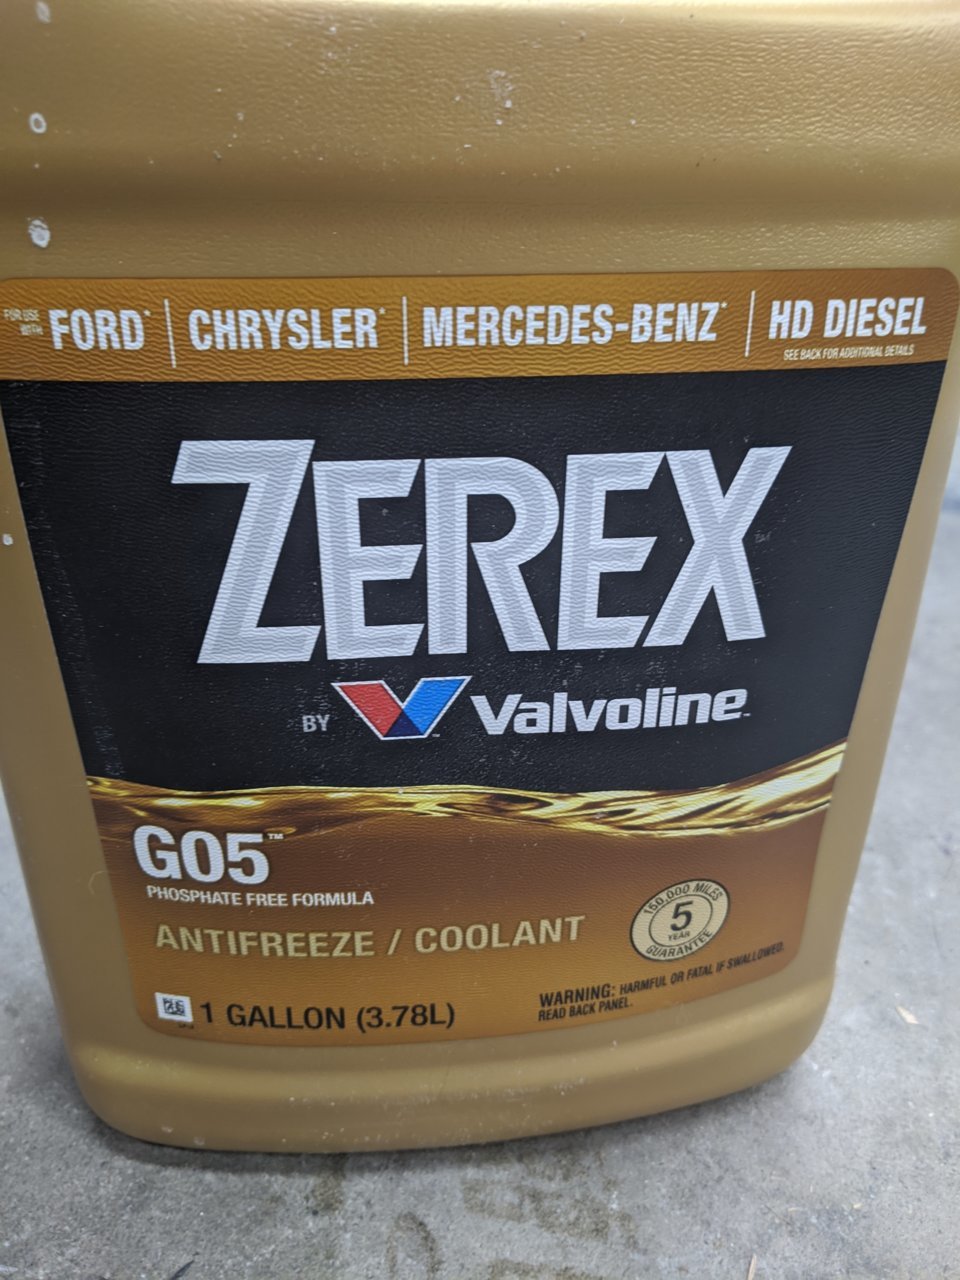 FOR USE WITH FORD* | CHRYSLER* | MERCEDES-BENZ* | HD DIESEL
SEE BACK FOR ADDITIONAL DETAILS
ZEREX
BY Valvoline™
G05™
PHOSPHATE FREE FORMULA
ANTIFREEZE / COOLANT
150,000 MILES
5
YEAR
GUARANTEE
1 GALLON (3.78L)
WARNING: HARMFUL OR FATAL IF SWALLOWED.
READ BACK PANEL.